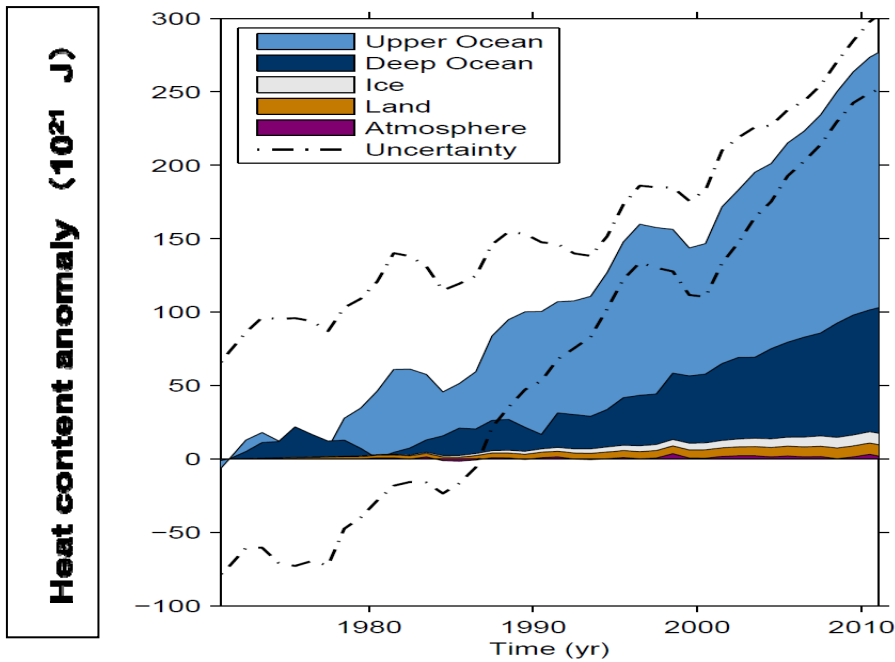 Heat content anomaly (10²¹ J)
300
250
200
150
100
50
0
−50
−100
Upper Ocean
Deep Ocean
Ice
Land
Atmosphere
Uncertainty
1980
1990
2000
2010
Time (yr)